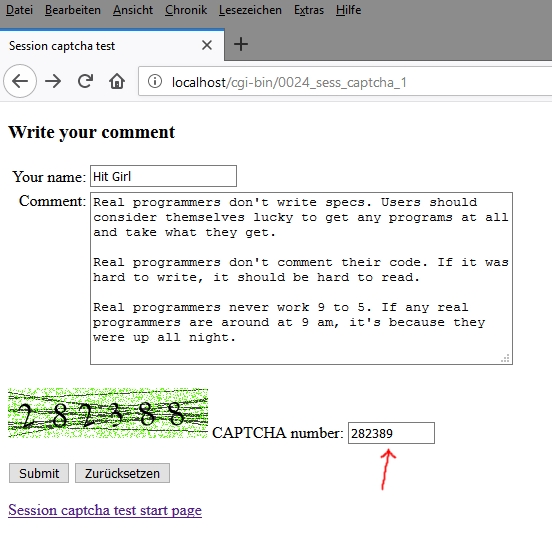 Datei Bearbeiten Ansicht Chronik Lesezeichen Extras Hilfe
Session captcha test
localhost/cgi-bin/0024_sess_captcha_1
Write your comment
Your name: Hit Girl
Comment: Real programmers don't write specs. Users should
consider themselves lucky to get any programs at all
and take what they get.
Real programmers don't comment their code. If it was
hard to write, it should be hard to read.
Real programmers never work 9 to 5. If any real
programmers are around at 9 am, it's because they
were up all night.
282388 CAPTCHA number: 282389
Submit Zurücksetzen
Session captcha test start page